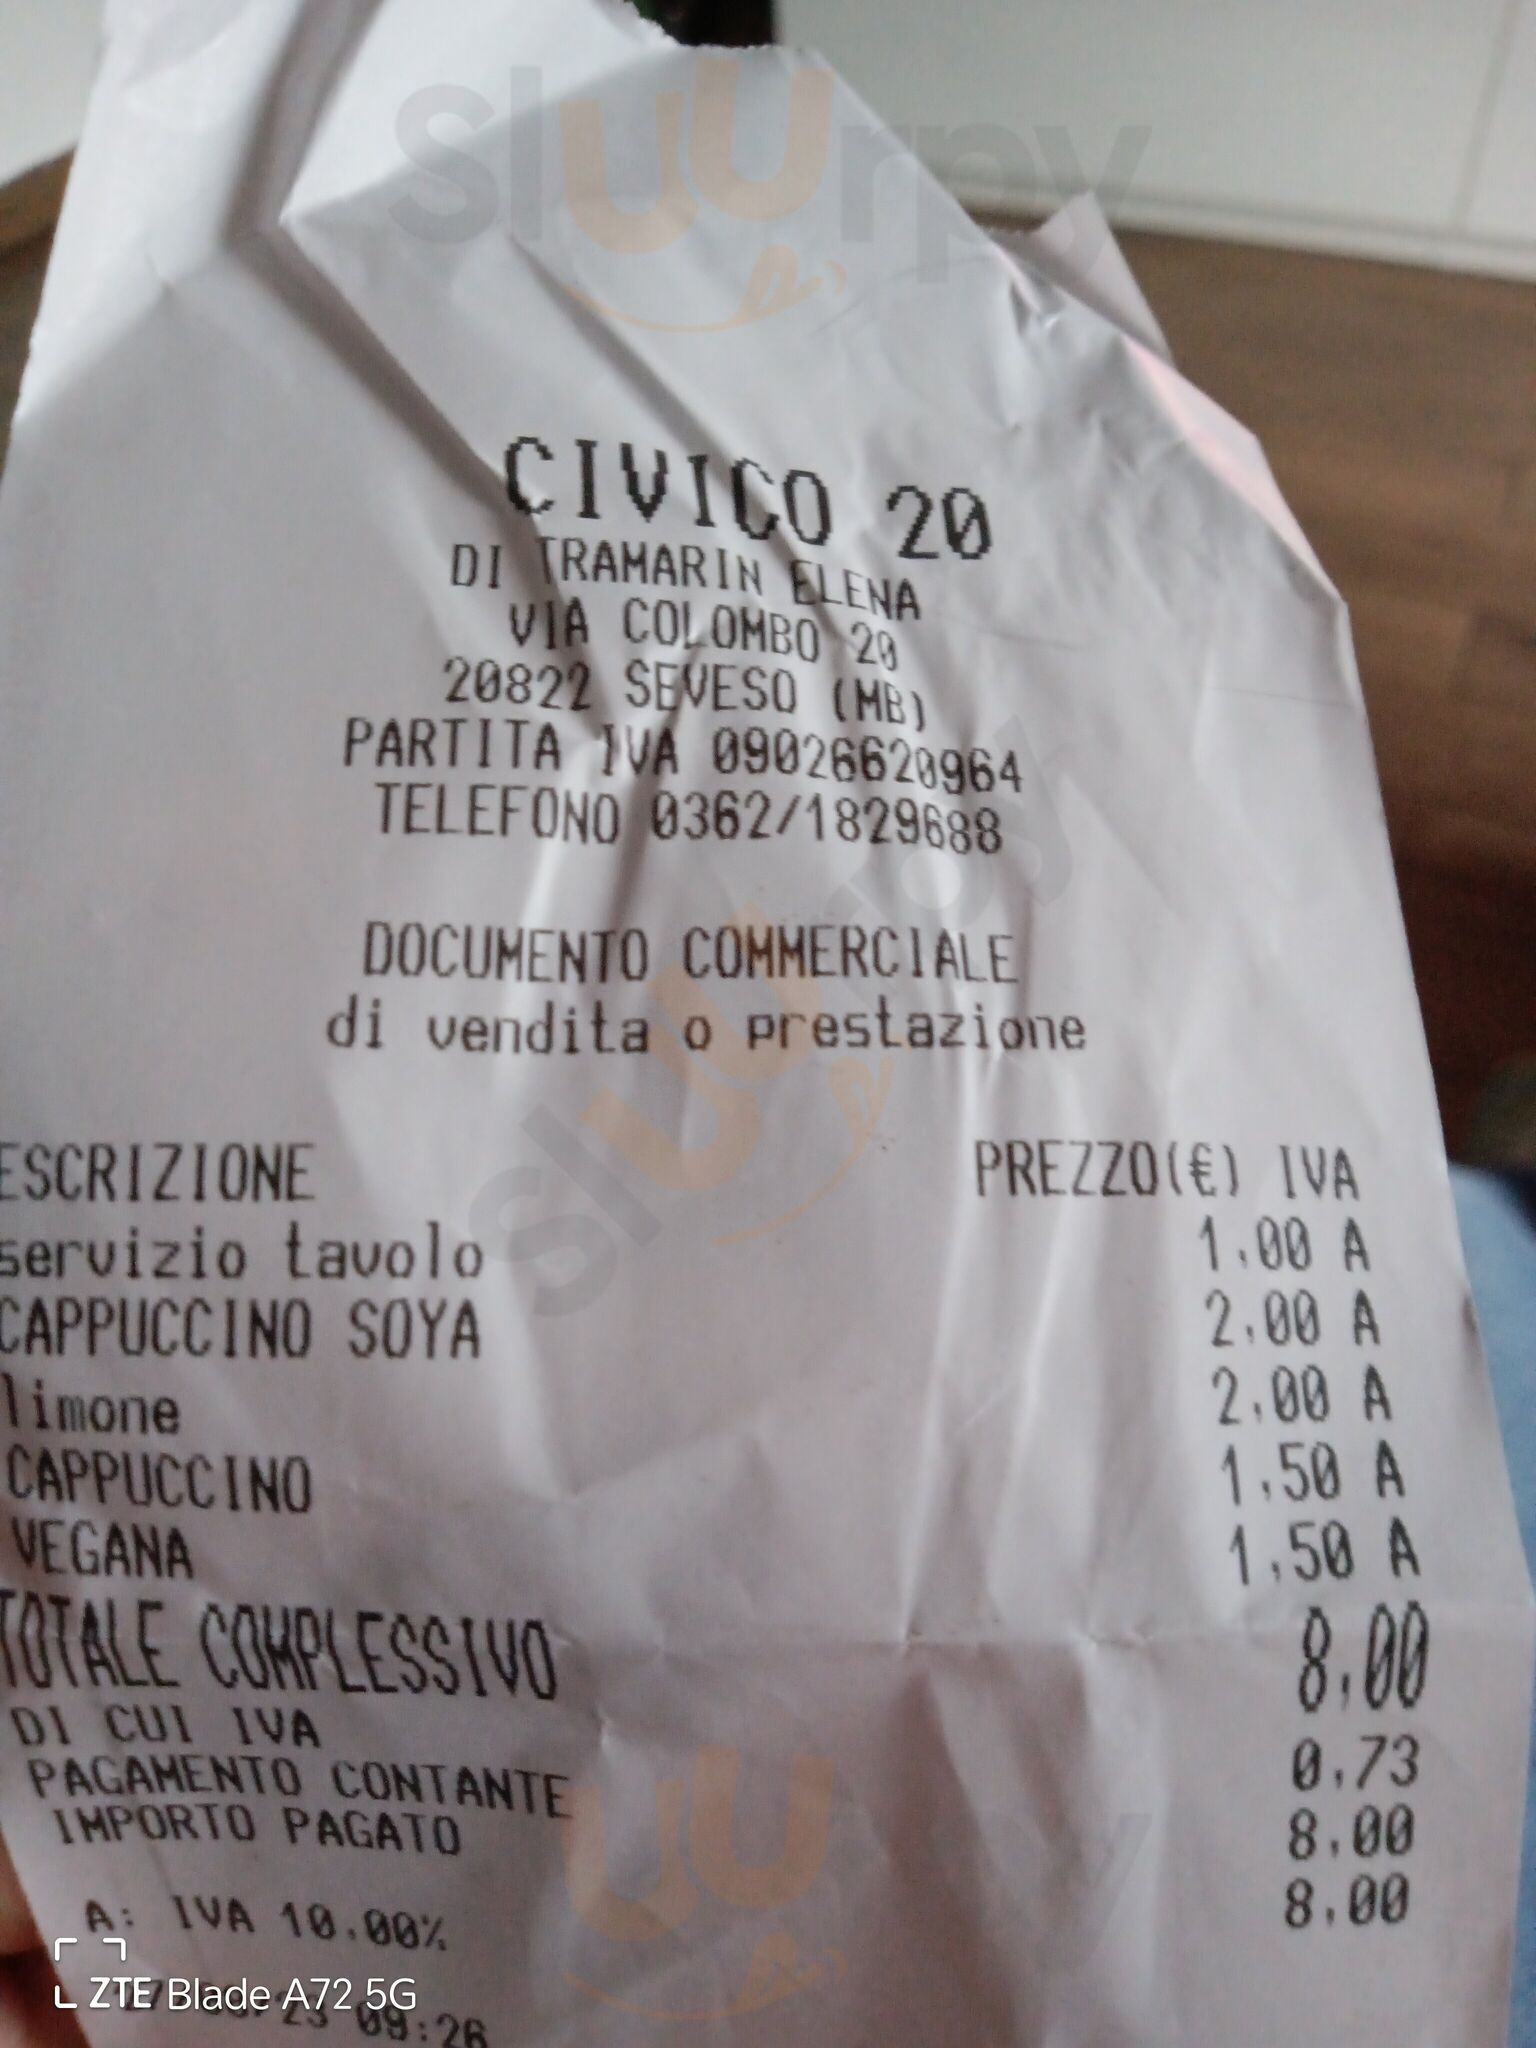 sluurpy
CIVICO 20
DI TRAMARIN ELENA
VIA COLOMBO 20
20822 SEVESO (MB)
PARTITA IVA 09026620964
TELEFONO 0362/1829688
DOCUMENTO COMMERCIALE
di vendita o prestazione
sluurpy
ESCRIZIONE PREZZO(€) IVA
servizio tavolo 1,00 A
CAPPUCCINO SOYA 2,00 A
limone 2,00 A
CAPPUCCINO 1,50 A
VEGANA 1,50 A
TOTALE COMPLESSIVO 8,00
DI CUI IVA 0,73
PAGAMENTO CONTANTE 8,00
IMPORTO PAGATO 8,00
sluurpy
A: IVA 10.00%
ZTE Blade A72 5G
09:26